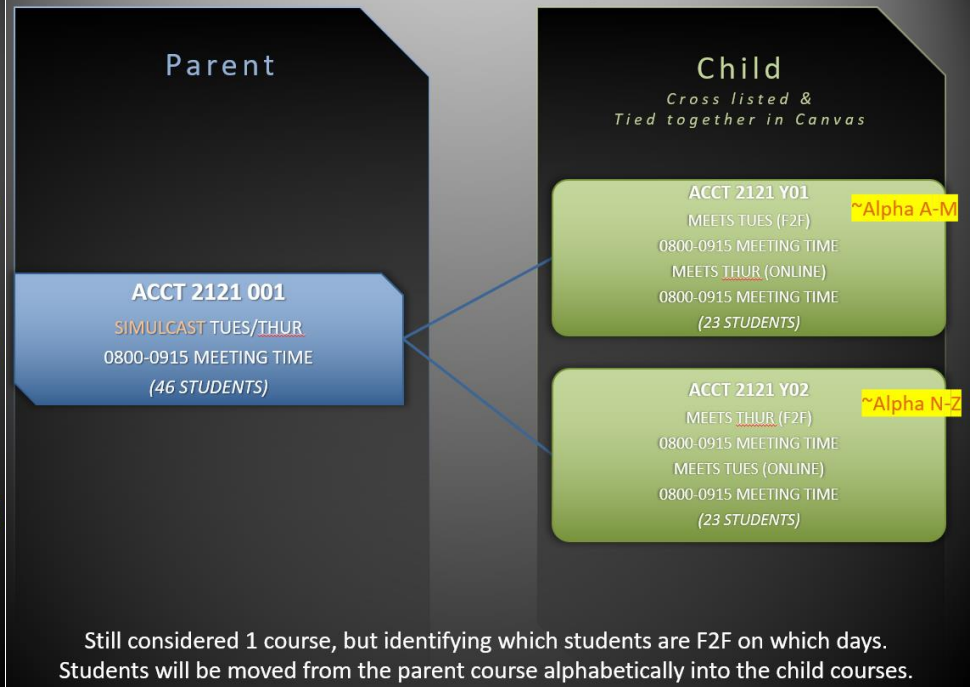 Parent
ACCT 2121 001
SIMULCAST TUES/THUR
0800-0915 MEETING TIME
(46 STUDENTS)
Child
Cross listed &
Tied together in Canvas
ACCT 2121 Y01
~Alpha A-M
MEETS TUES (F2F)
0800-0915 MEETING TIME
MEETS THUR (ONLINE)
0800-0915 MEETING TIME
(23 STUDENTS)
ACCT 2121 Y02
~Alpha N-Z
MEETS THUR (F2F)
0800-0915 MEETING TIME
MEETS TUES (ONLINE)
0800-0915 MEETING TIME
(23 STUDENTS)
Still considered 1 course, but identifying which students are F2F on which days.
Students will be moved from the parent course alphabetically into the child courses.